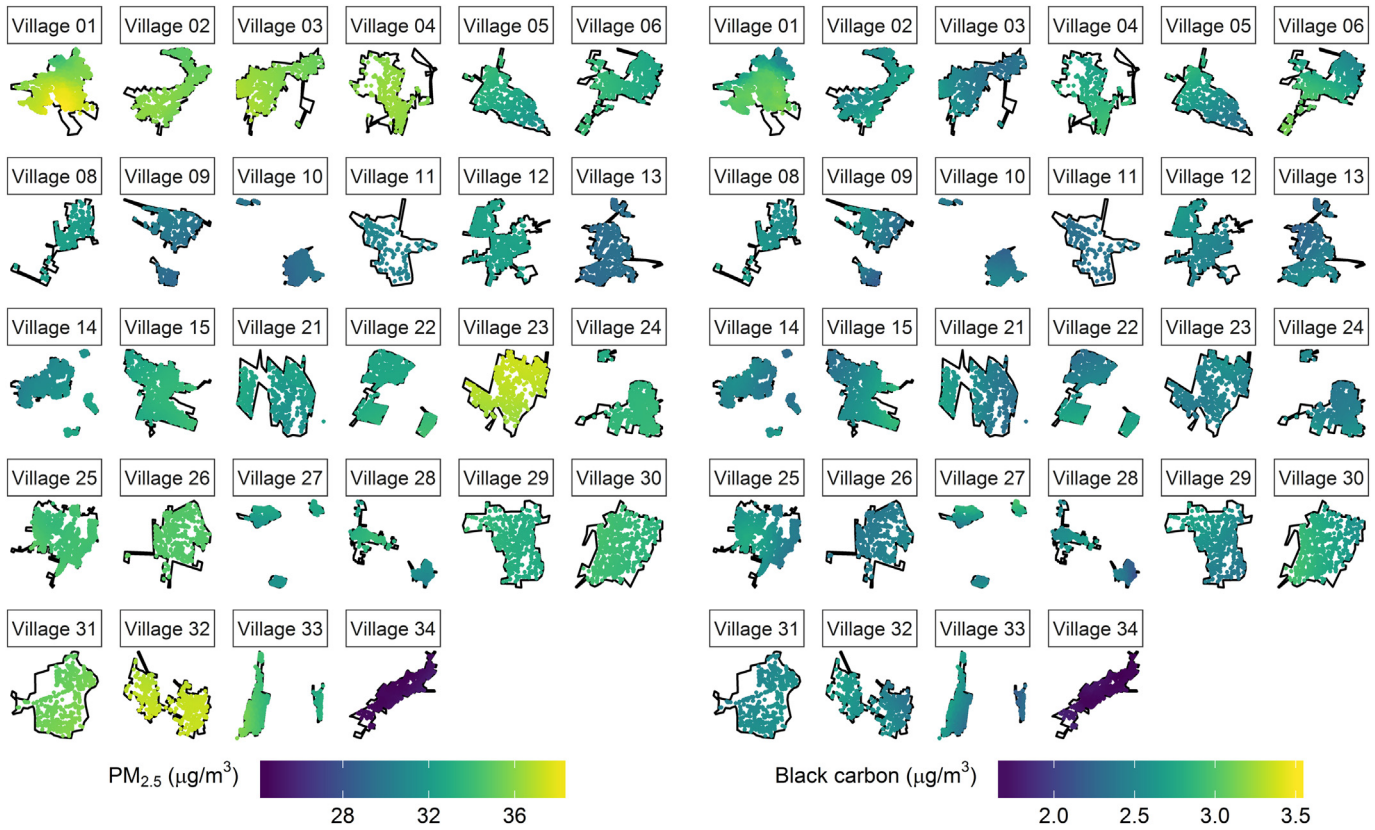 Village 01 Village 02 Village 03 Village 04 Village 05 Village 06
Village 08 Village 09 Village 10 Village 11 Village 12 Village 13
Village 14 Village 15 Village 21 Village 22 Village 23 Village 24
Village 25 Village 26 Village 27 Village 28 Village 29 Village 30
Village 31 Village 32 Village 33 Village 34
PM2.5 (μg/m³)
28 32 36
Village 01 Village 02 Village 03 Village 04 Village 05 Village 06
Village 08 Village 09 Village 10 Village 11 Village 12 Village 13
Village 14 Village 15 Village 21 Village 22 Village 23 Village 24
Village 25 Village 26 Village 27 Village 28 Village 29 Village 30
Village 31 Village 32 Village 33 Village 34
Black carbon (μg/m³)
2.0 2.5 3.0 3.5